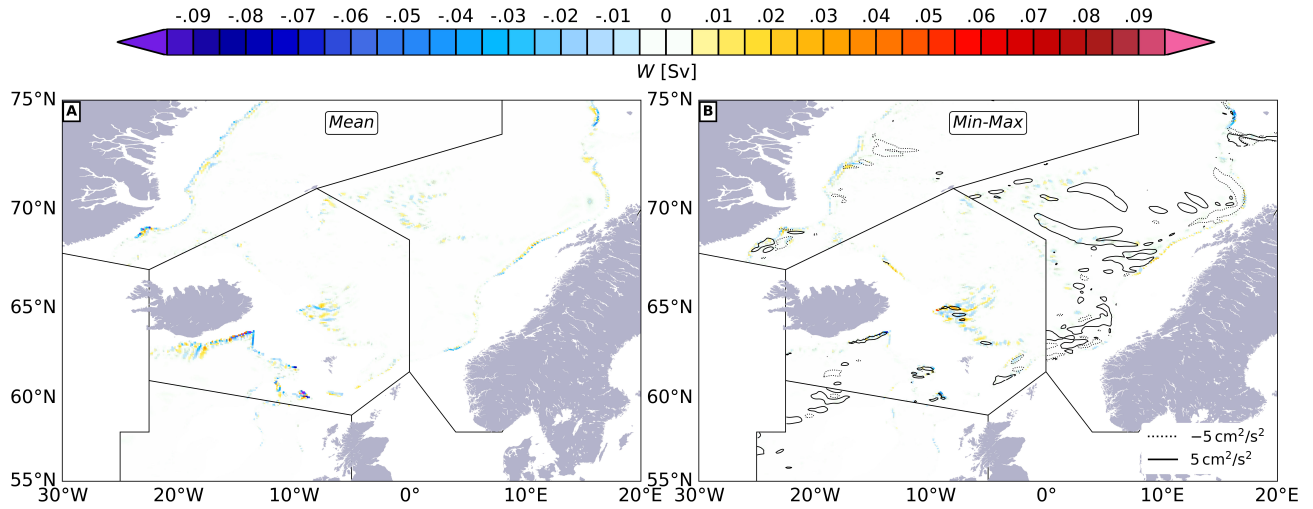 -.09 -.08 -.07 -.06 -.05 -.04 -.03 -.02 -.01 0 .01 .02 .03 .04 .05 .06 .07 .08 .09
W [Sv]
75°N A Mean 75°N B Min-Max
70°N 70°N
65°N 65°N
60°N 60°N
−5 cm²/s²
5 cm²/s²
55°N 55°N
30°W 20°W 10°W 0° 10°E 20°E 30°W 20°W 10°W 0° 10°E 20°E